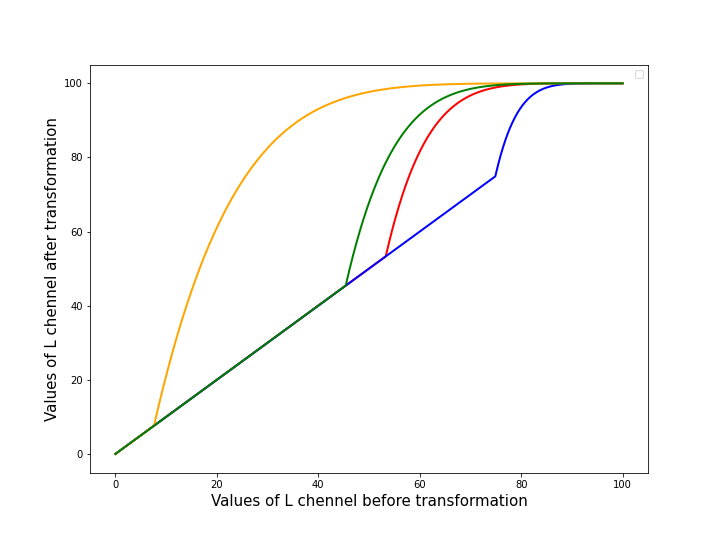 Values of L chennel after transformation
100
80
60
40
20
0
0 20 40 60 80 100
Values of L chennel before transformation